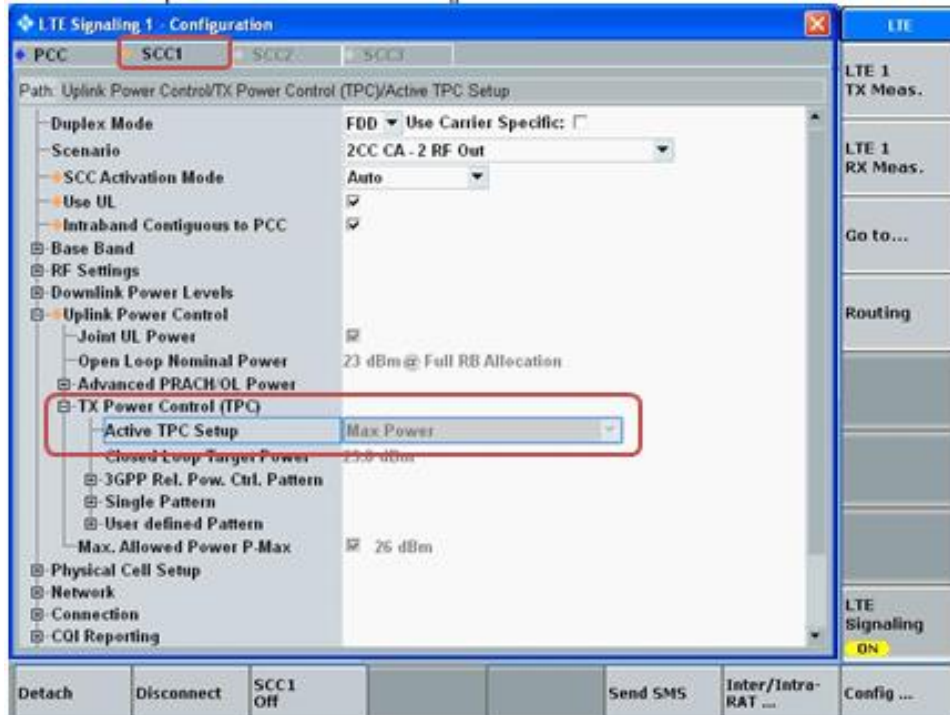 LTE Signaling 1 - Configuration
LTE
PCC SCC1 SCC2 SCC3
Path: Uplink Power Control/TX Power Control (TPC)/Active TPC Setup
LTE 1
TX Meas.
Duplex Mode FDD Use Carrier Specific:
Scenario 2CC CA - 2 RF Out
LTE 1
RX Meas.
SCC Activation Mode Auto
Use UL
Intraband Contiguous to PCC
Go to...
Base Band
RF Settings
Downlink Power Levels
Uplink Power Control
Routing
Joint UL Power
Open Loop Nominal Power 23 dBm @ Full RB Allocation
Advanced PRACH/OL Power
TX Power Control (TPC)
Active TPC Setup Max Power
Closed Loop Target Power 23.0 dBm
3GPP Rel. Pow. Ctrl. Pattern
Single Pattern
User defined Pattern
Max. Allowed Power P-Max 26 dBm
Physical Cell Setup
Network
Connection
CQI Reporting
LTE
Signaling
ON
Detach Disconnect SCC1 Off Send SMS Inter/Intra-RAT ... Config ...